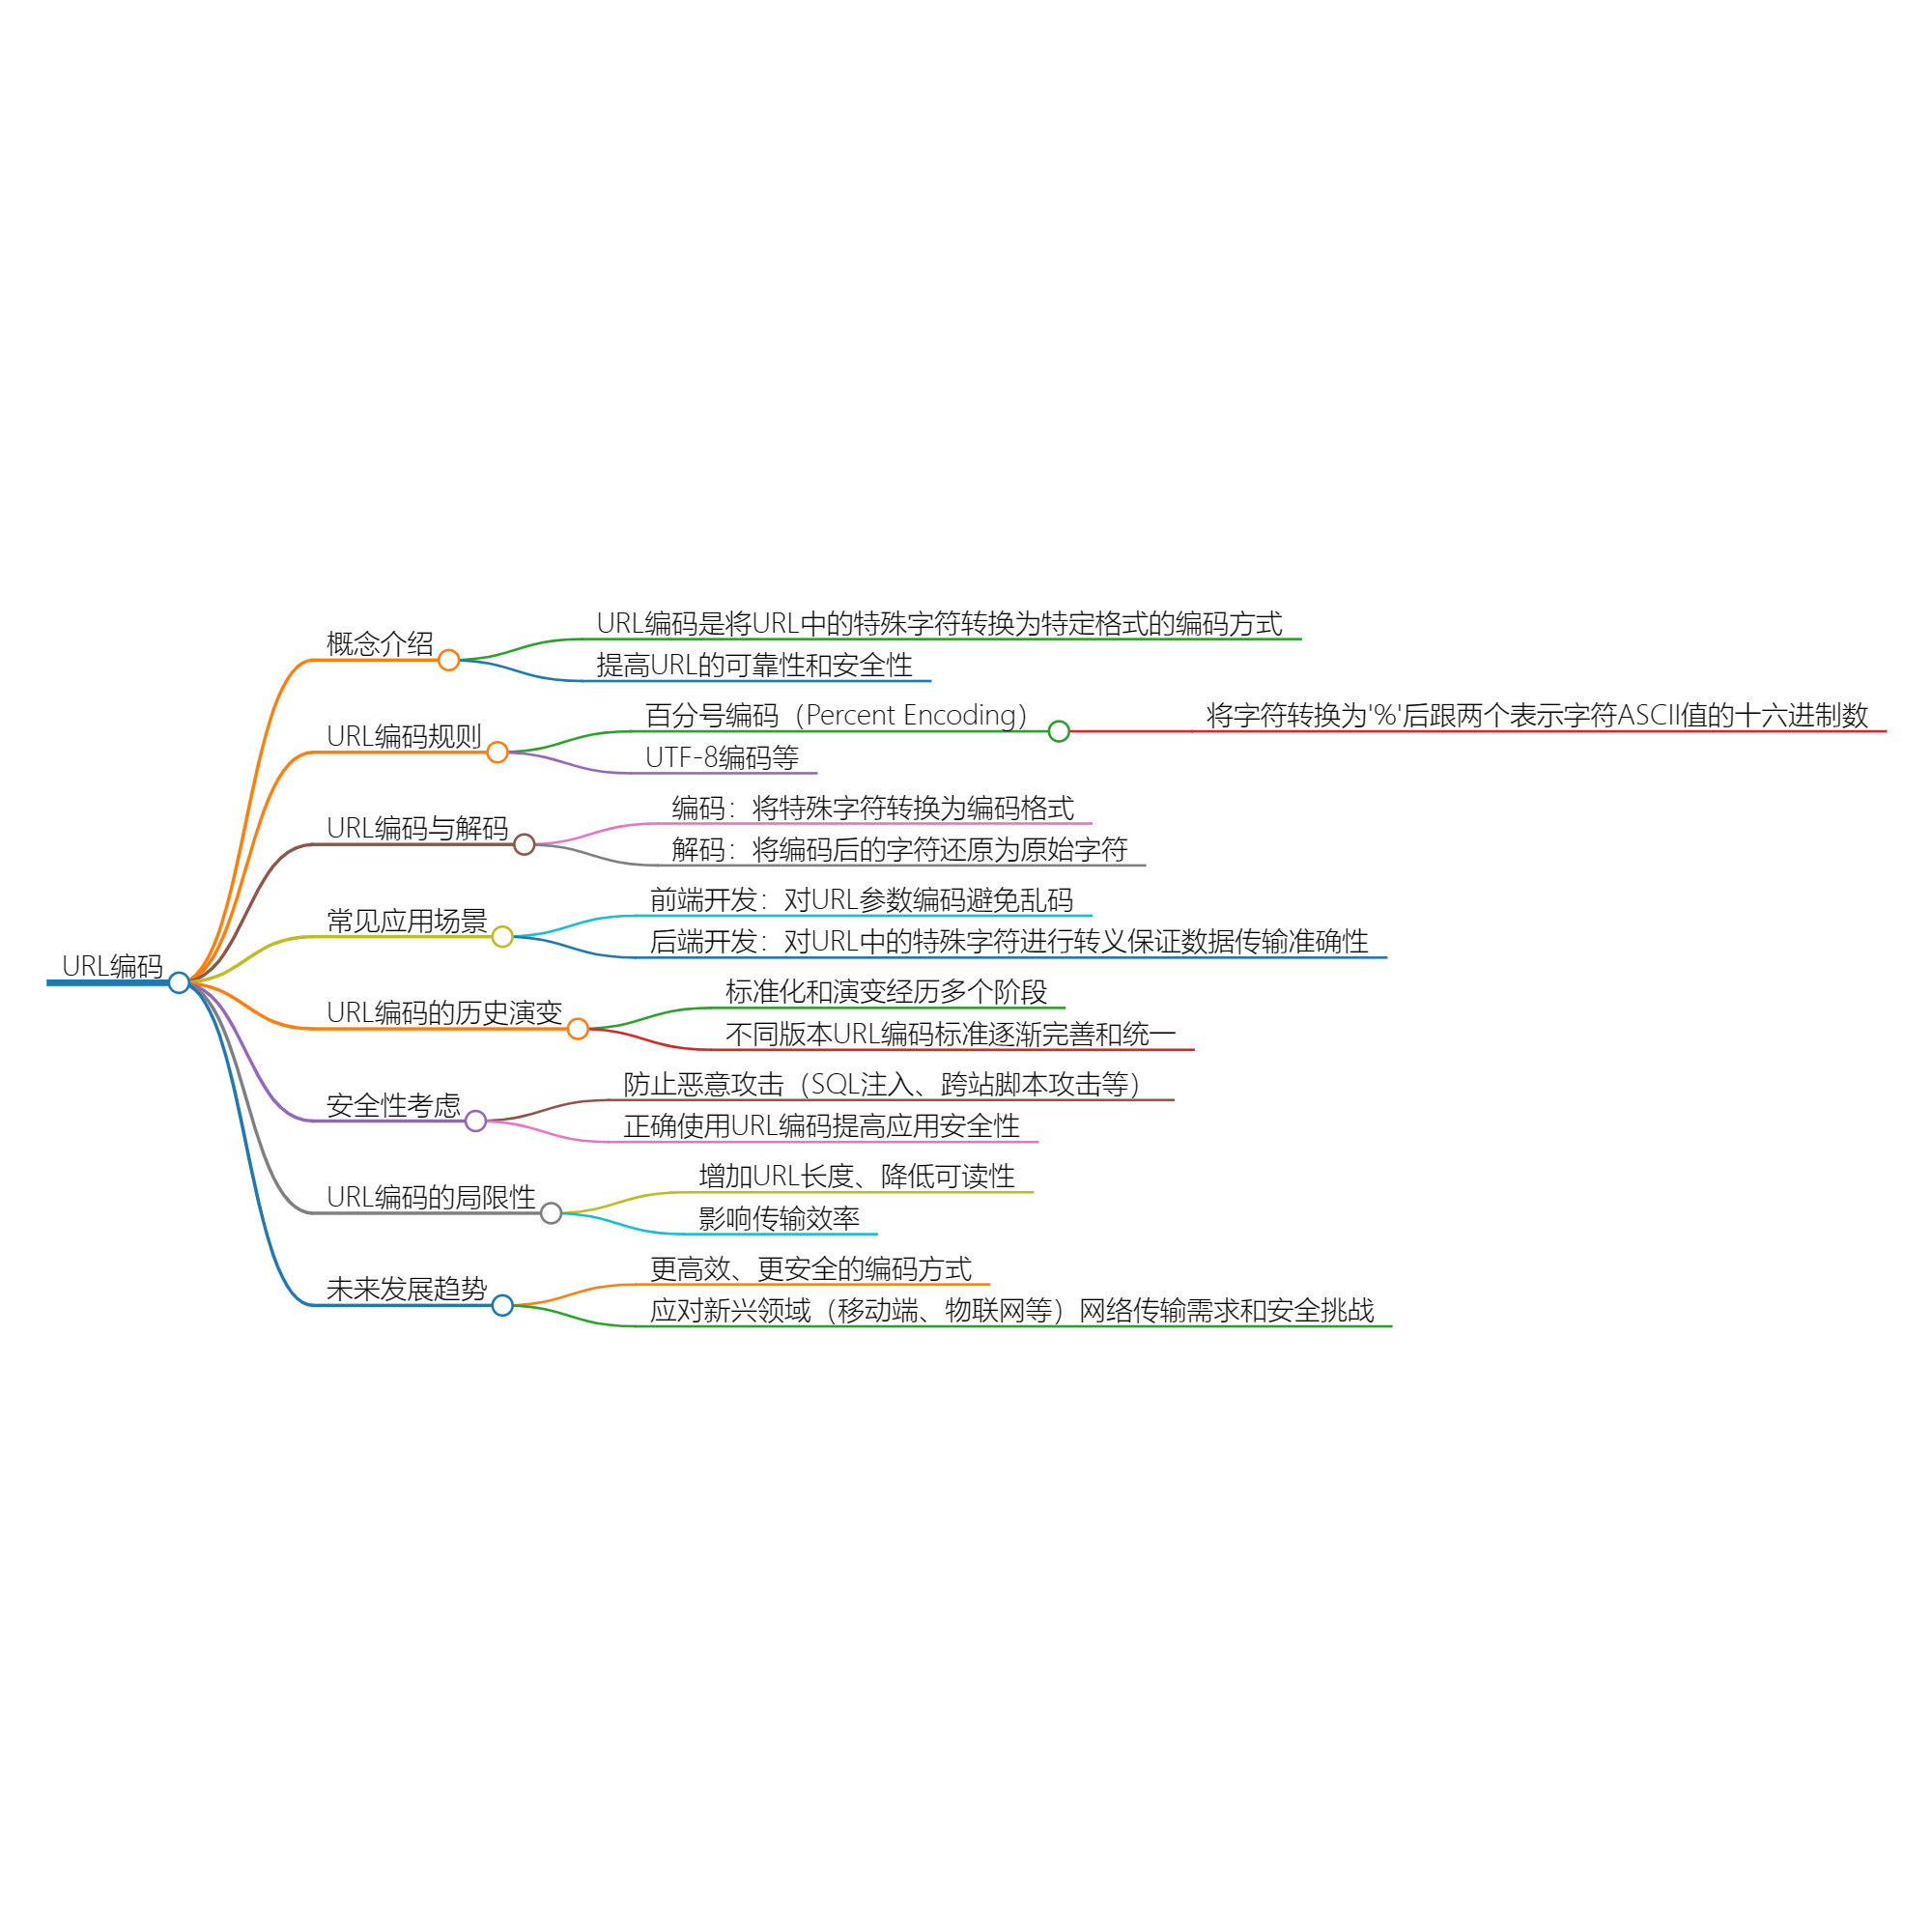 URL编码
概念介绍
URL编码是将URL中的特殊字符转换为特定格式的编码方式
提高URL的可靠性和安全性
URL编码规则
百分号编码（Percent Encoding）
将字符转换为'%'后跟两个表示字符ASCII值的十六进制数
UTF-8编码等
URL编码与解码
编码：将特殊字符转换为编码格式
解码：将编码后的字符还原为原始字符
常见应用场景
前端开发：对URL参数编码避免乱码
后端开发：对URL中的特殊字符进行转义保证数据传输准确性
URL编码的历史演变
标准化和演变经历多个阶段
不同版本URL编码标准逐渐完善和统一
安全性考虑
防止恶意攻击（SQL注入、跨站脚本攻击等）
正确使用URL编码提高应用安全性
URL编码的局限性
增加URL长度、降低可读性
影响传输效率
未来发展趋势
更高效、更安全的编码方式
应对新兴领域（移动端、物联网等）网络传输需求和安全挑战